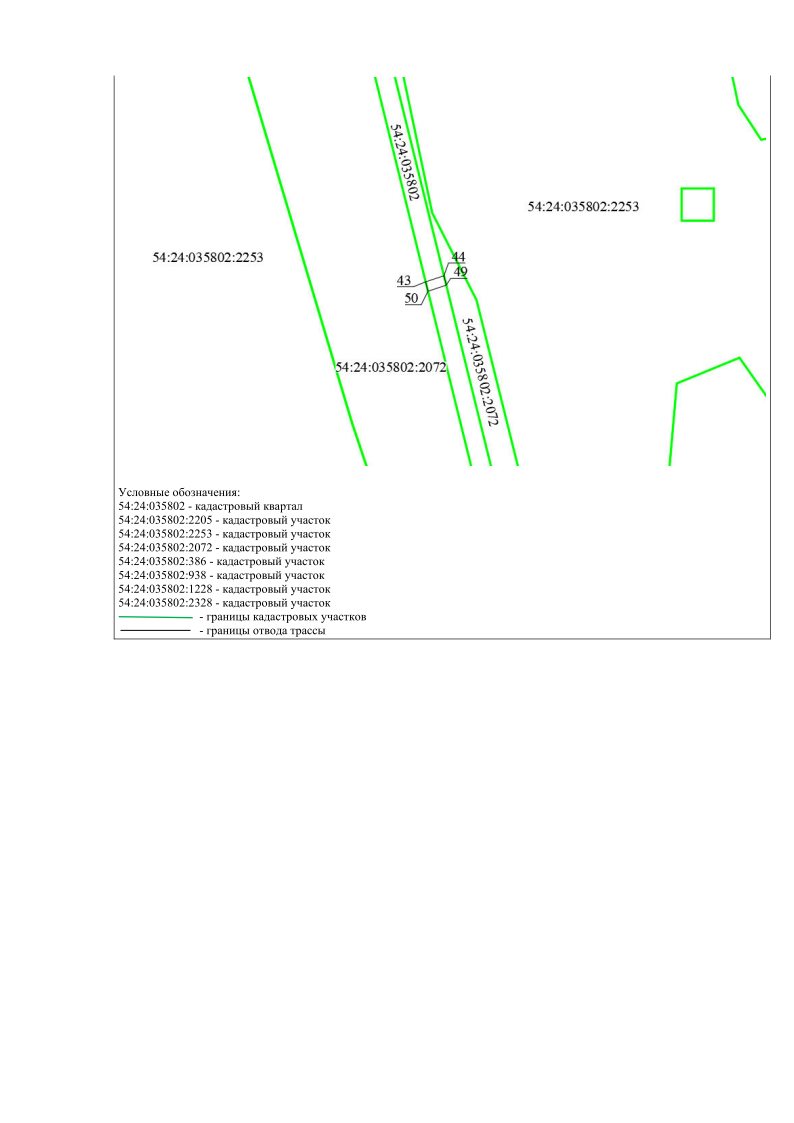 54:24:035802
54:24:035802:2253
54:24:035802:2253
44
49
43
50
54:24:035802:2072
54:24:035802:2072
Условные обозначения:
54:24:035802 - кадастровый квартал
54:24:035802:2205 - кадастровый участок
54:24:035802:2253 - кадастровый участок
54:24:035802:2072 - кадастровый участок
54:24:035802:386 - кадастровый участок
54:24:035802:938 - кадастровый участок
54:24:035802:1228 - кадастровый участок
54:24:035802:2328 - кадастровый участок
- границы кадастровых участков
- границы отвода трассы